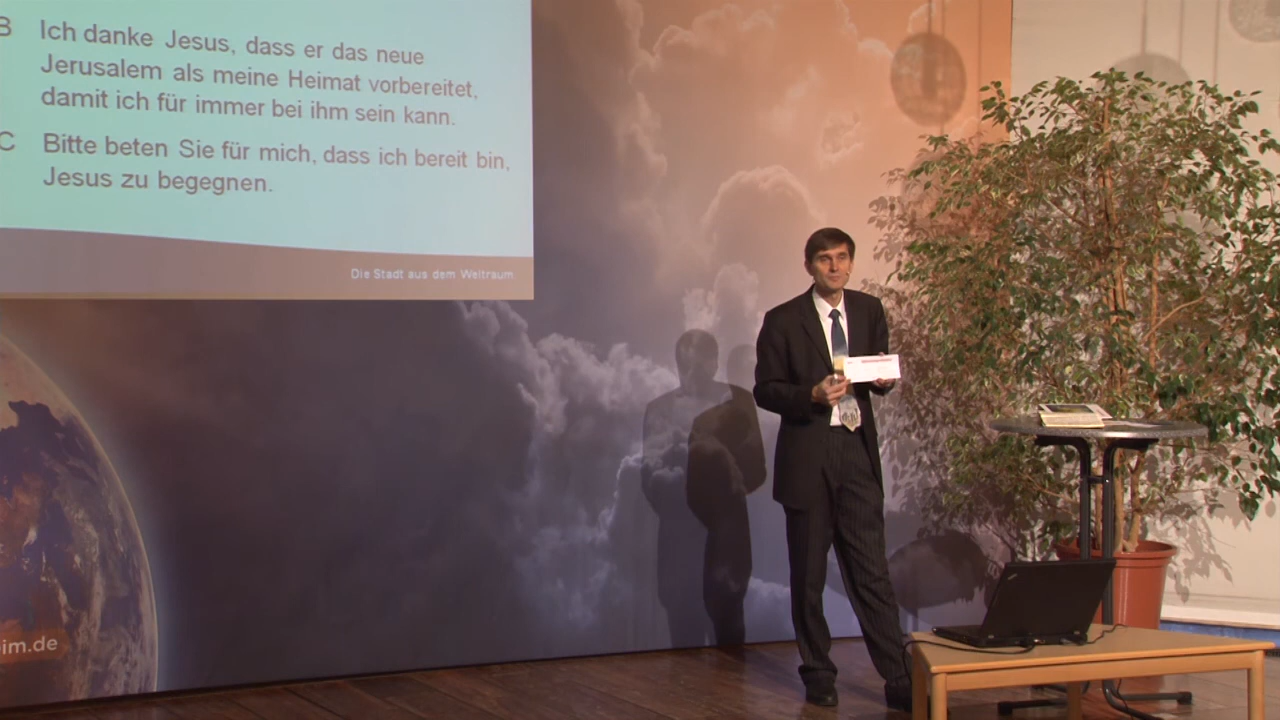 B Ich danke Jesus, dass er das neue
Jerusalem als meine Heimat vorbereitet,
damit ich für immer bei ihm sein kann.
C Bitte beten Sie für mich, dass ich bereit bin,
Jesus zu begegnen.
Die Stadt aus dem Weltraum
eim.de